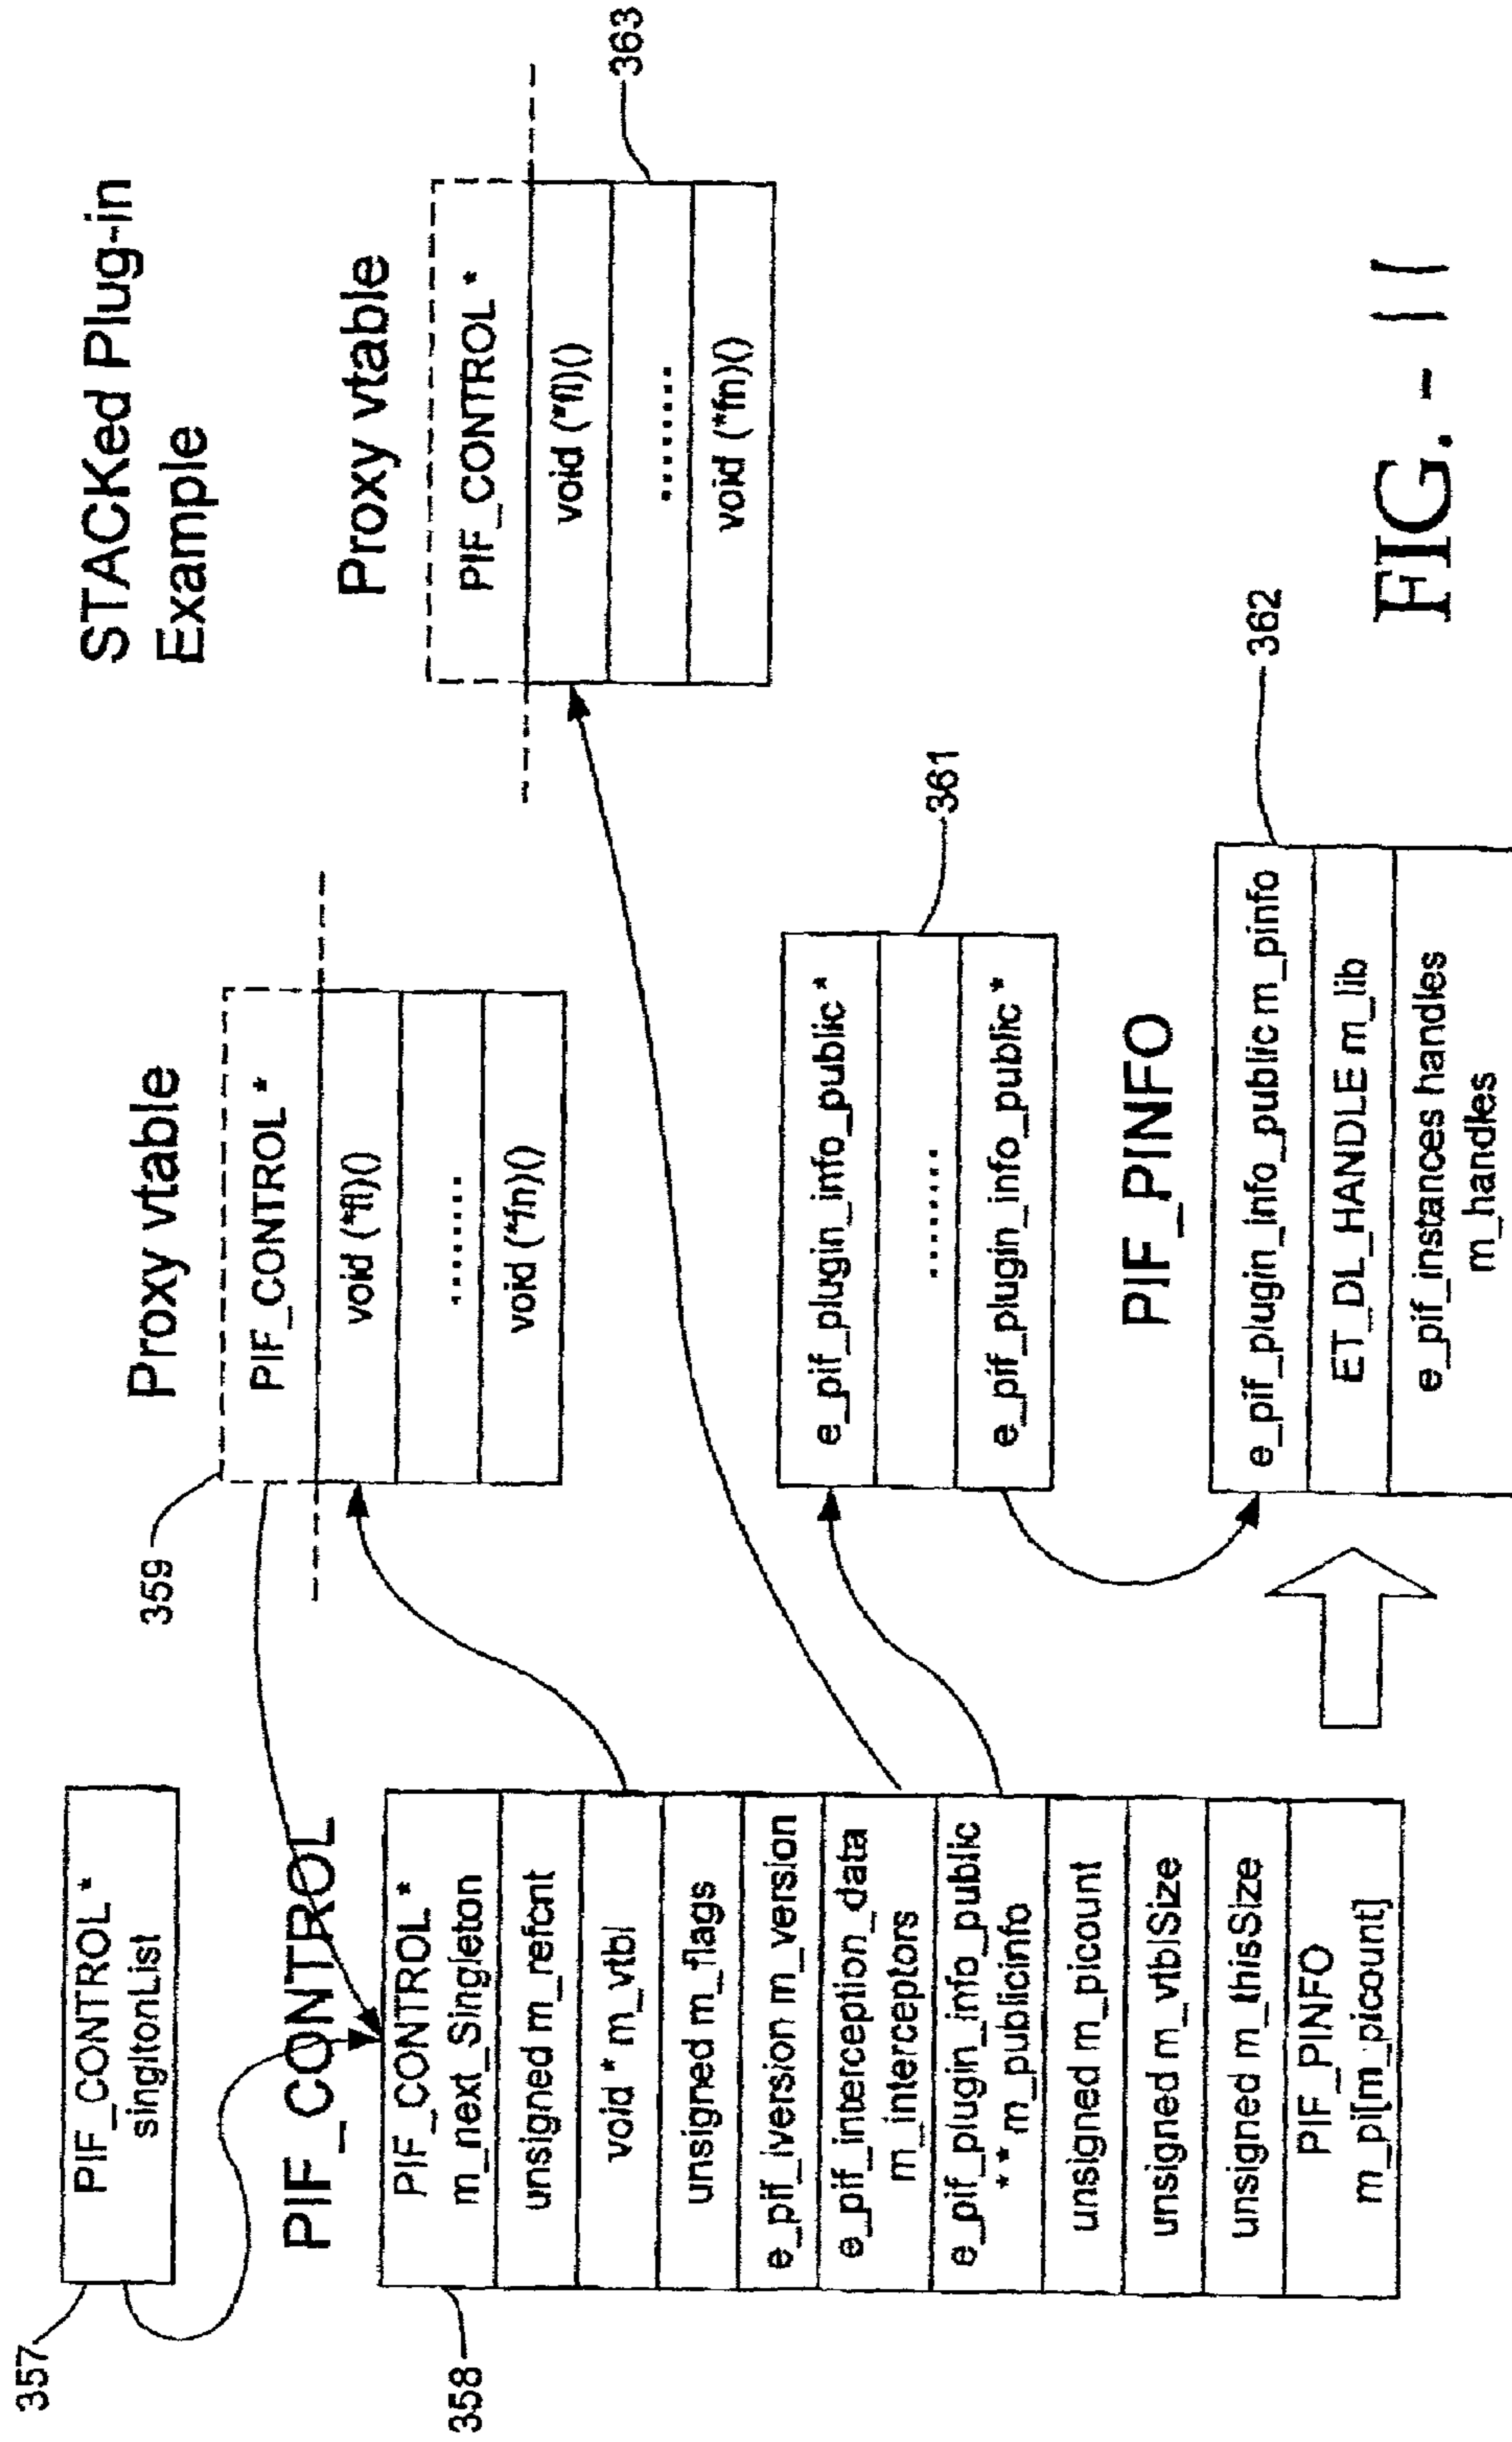 STACKed Plug-in
Example
357
PIF_CONTROL *
singltonList
PIF_CONTROL
358
PIF_CONTROL *
m_next_Singleton
unsigned m_refcnt
void * m_vtbl
unsigned m_flags
e_pif_iversion m_version
e_pif_interception_data
m_interceptors
e_pif_plugin_info_public
** m_publicinfo
unsigned m_picount
unsigned m_vtblSize
unsigned m_thisSize
PIF_PINFO
m_pi[m_picount]
Proxy vtable
359
PIF_CONTROL *
void (*fl)()
.......
void (*fn)()
Proxy vtable
PIF_CONTROL *
void (*fl)()
.......
void (*fn)()
363
e_pif_plugin_info_public *
.......
e_pif_plugin_info_public *
361
PIF_PINFO
e_pif_plugin_info_public m_pinfo
ET_DL_HANDLE m_lib
e_pif_instances handles
m_handles
362
FIG. - 11